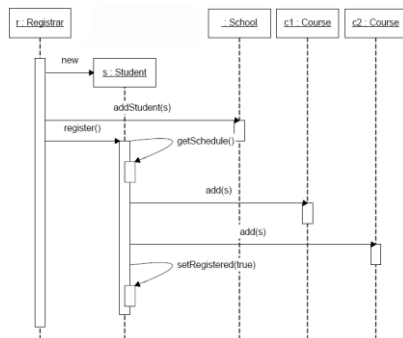 r : Registrar
: School
c1 : Course
c2 : Course
new
s : Student
addStudent(s)
register()
getSchedule()
add(s)
add(s)
setRegistered(true)